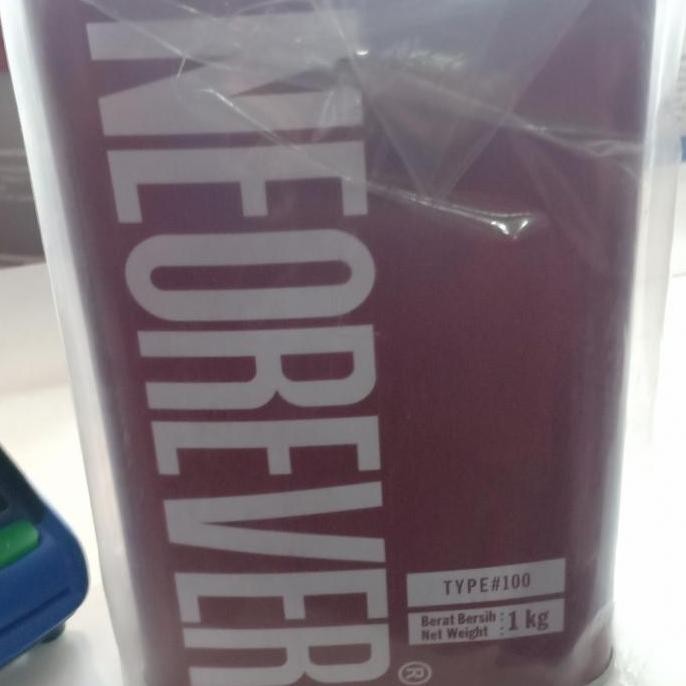 NEOREVER®
TYPE#100
Berat Bersih : 1 kg
Net Weight